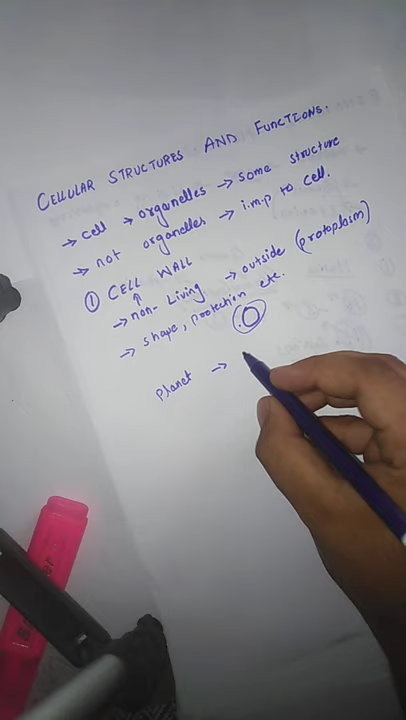 CELLULAR STRUCTURES AND FUNCTIONS.
→ cell → organelles → some structure
→ not organelles → i.m.p to cell.
① CELL WALL
↑
→ non-Living → outside (protoplasm)
→ shape, protection etc.
Planet →